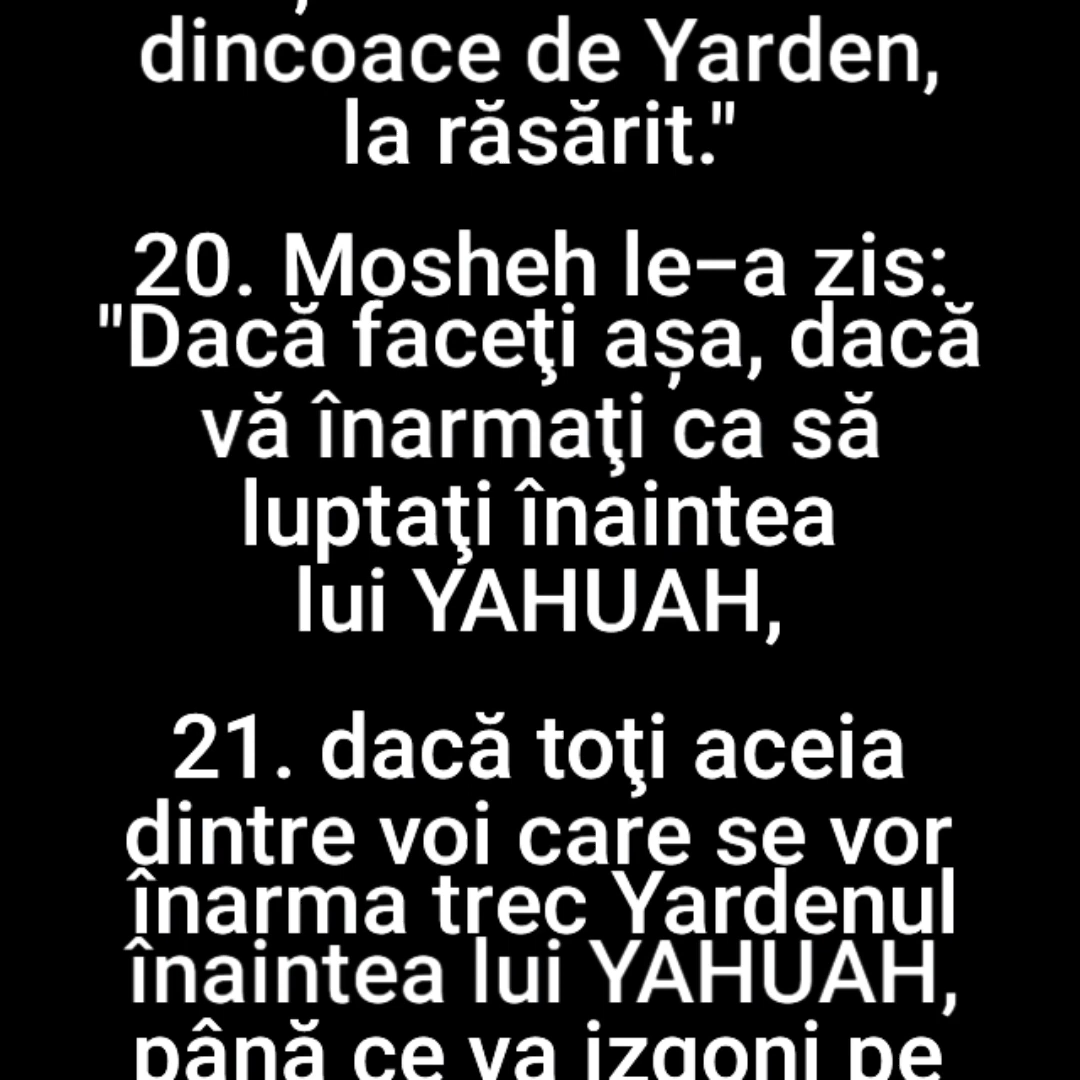 dincoace de Yarden,
la răsărit."
20. Mosheh le-a zis:
"Dacă faceţi așa, dacă
vă înarmaţi ca să
luptaţi înaintea
lui YAHUAH,
21. dacă toţi aceia
dintre voi care se vor
înarma trec Yardenul
înaintea lui YAHUAH,
până ce va izgoni pe